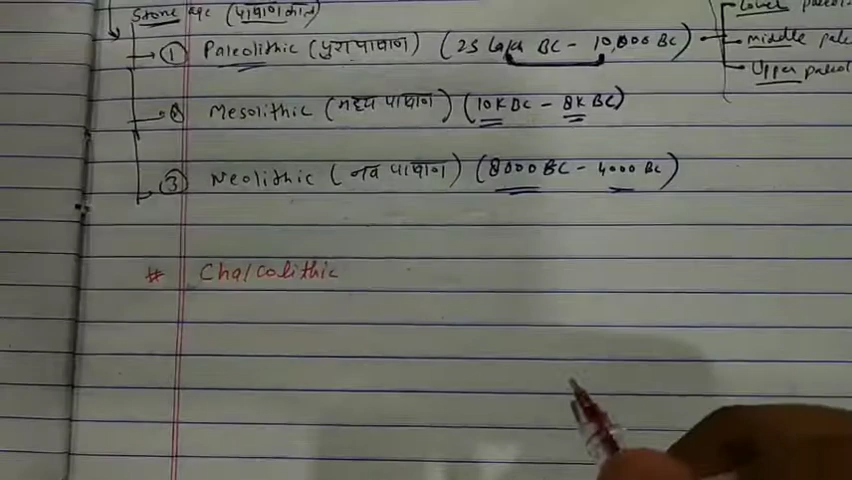 Stone age (पाषाण काल)
① Paleolithic (पुरापाषाण) (25 Lakh BC - 10,000 BC)
Lower paleo
middle pale
Upper paleol
② Mesolithic (मध्य पाषाण) (10K BC - 8K BC)
③ Neolithic (नव पाषाण) (8000 BC - 4000 BC)
# Chalcolithic